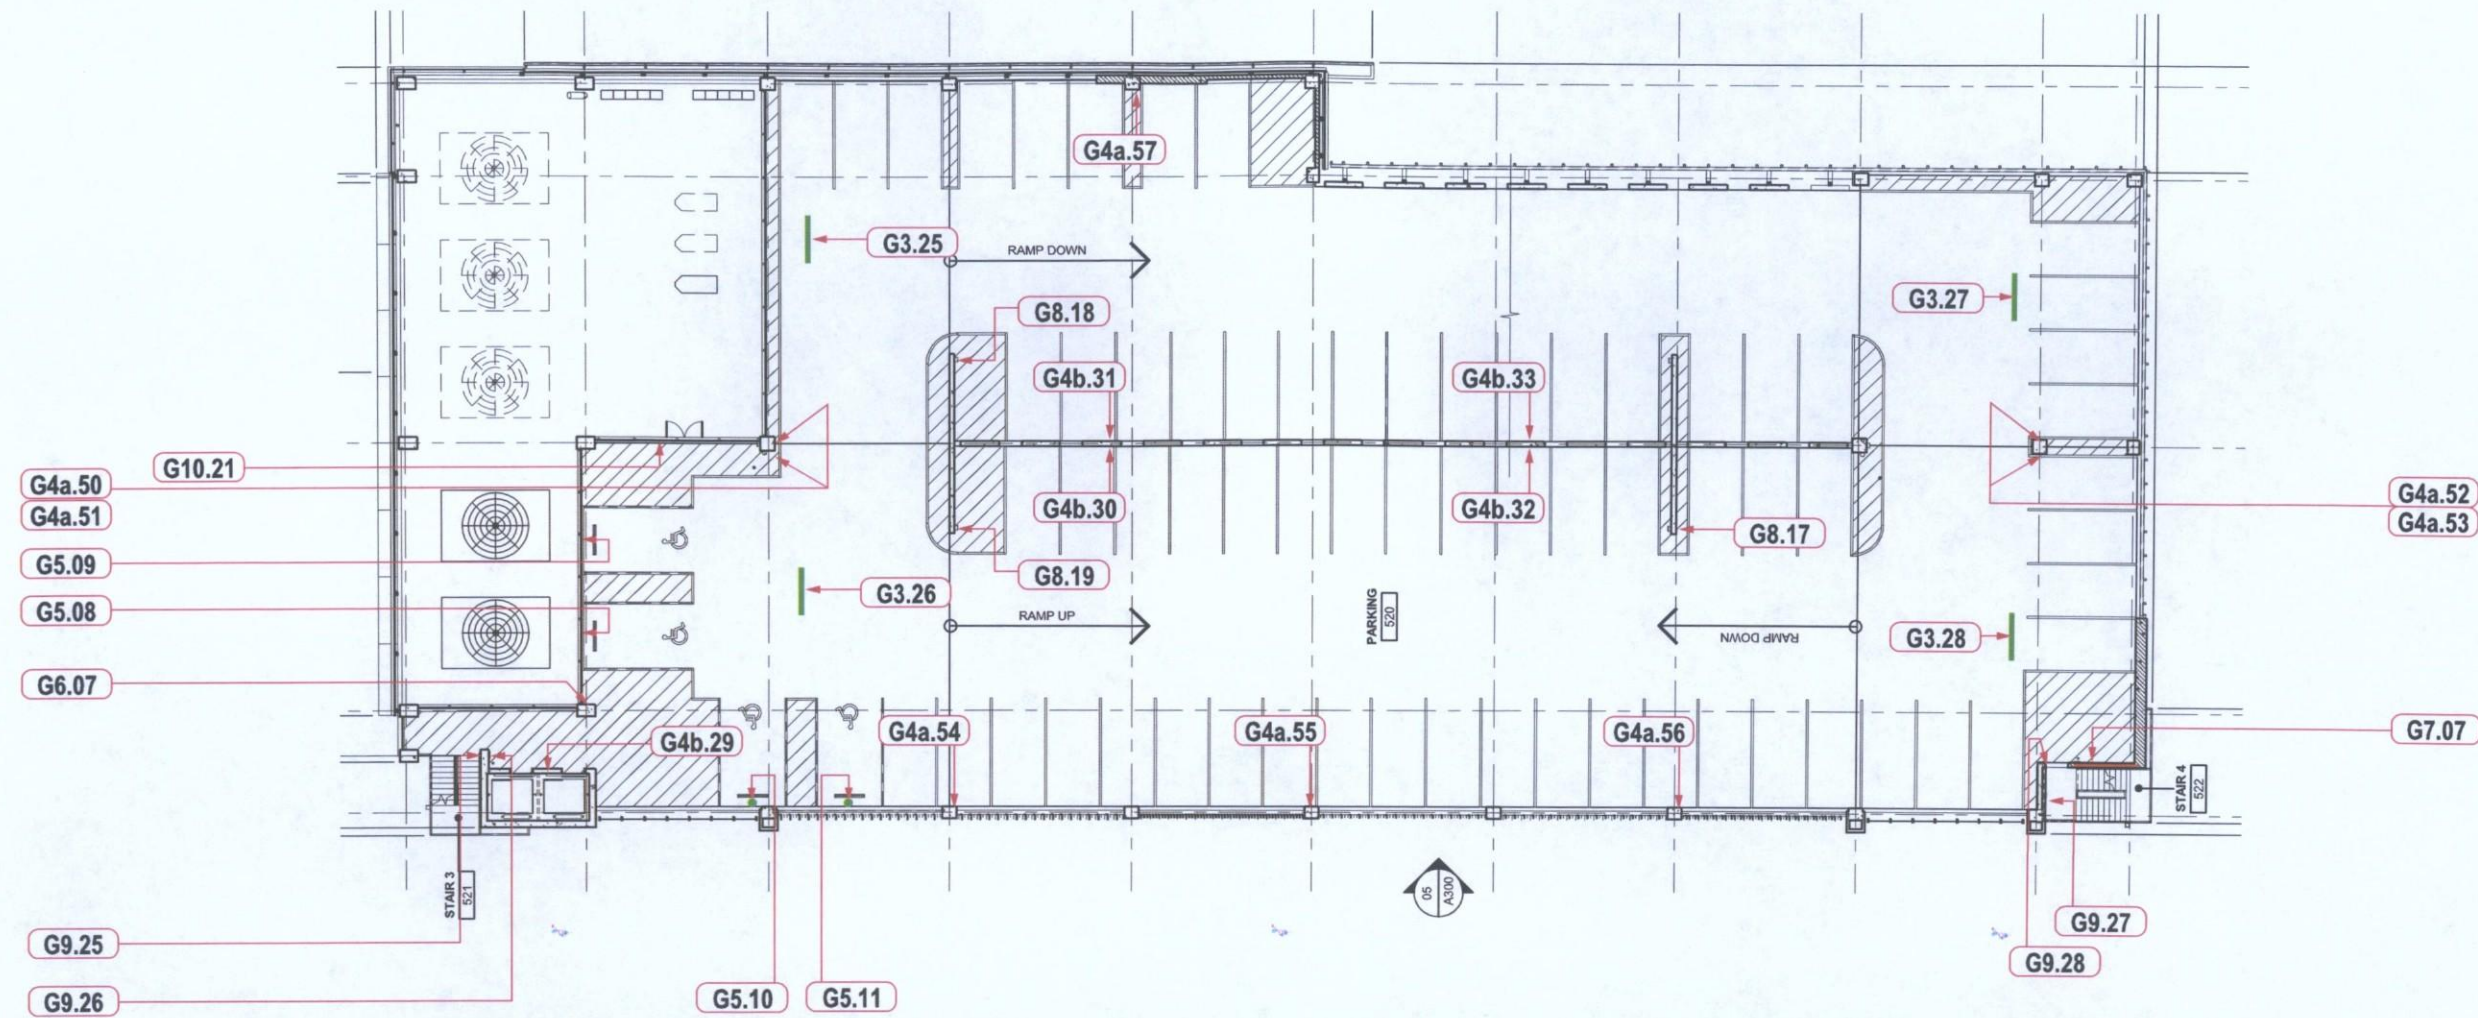 G4a.57
G3.25
RAMP DOWN
G3.27
G8.18
G4b.31
G4b.33
G10.21
G4a.50
G4a.51
G4b.30
G4b.32
G4a.52
G4a.53
G8.17
G5.09
G8.19
G3.26
G5.08
RAMP UP
PARKING
520
RAMP DOWN
G3.28
G6.07
G4b.29
G4a.54
G4a.55
G4a.56
G7.07
STAIR 4
522
STAIR 3
521
05
A300
G9.25
G9.26
G5.10
G5.11
G9.27
G9.28